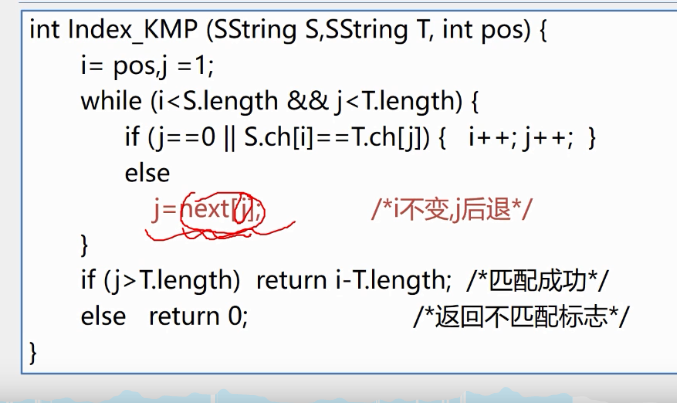 int Index_KMP (SString S,SString T, int pos) {
i= pos,j =1;
while (i<S.length && j<T.length) {
if (j==0 || S.ch[i]==T.ch[j]) { i++; j++; }
else
j=next[j]; /*i不变,j后退*/
}
if (j>T.length) return i-T.length; /*匹配成功*/
else return 0; /*返回不匹配标志*/
}